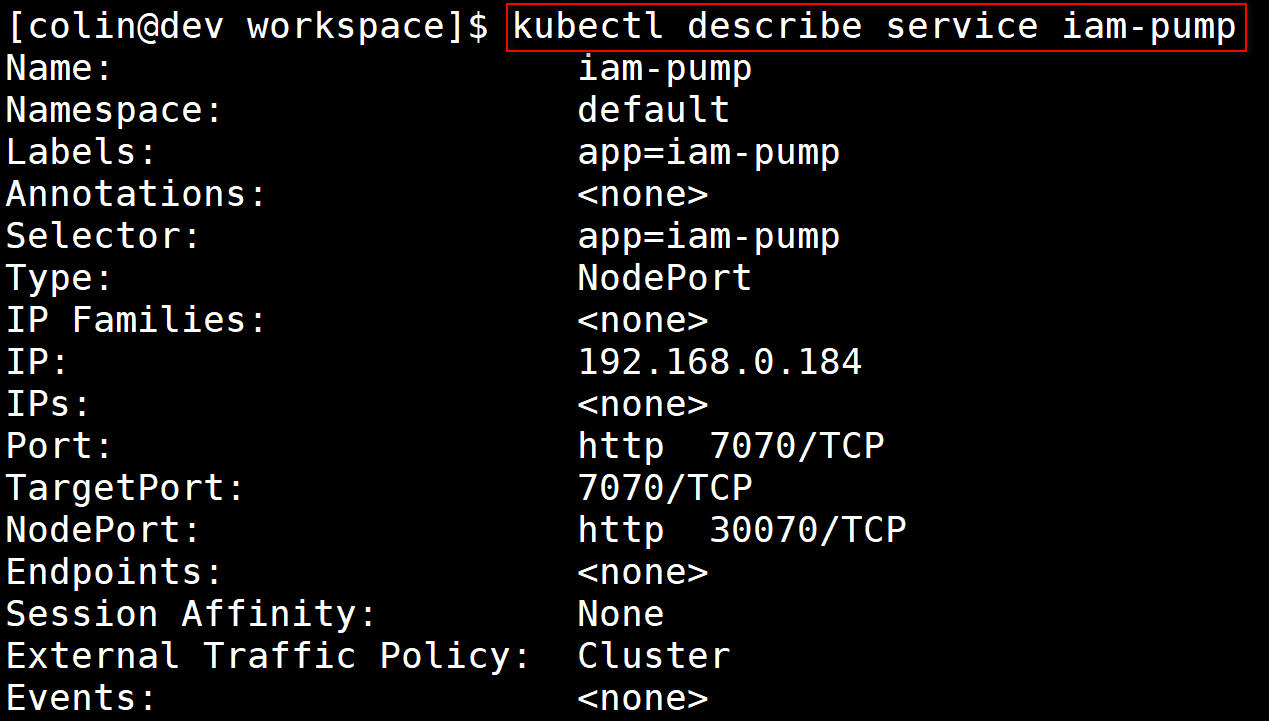 [colin@dev workspace]$ kubectl describe service iam-pump
Name:                     iam-pump
Namespace:                default
Labels:                   app=iam-pump
Annotations:              <none>
Selector:                 app=iam-pump
Type:                     NodePort
IP Families:              <none>
IP:                       192.168.0.184
IPs:                      <none>
Port:                     http  7070/TCP
TargetPort:               7070/TCP
NodePort:                 http  30070/TCP
Endpoints:                <none>
Session Affinity:         None
External Traffic Policy:  Cluster
Events:                   <none>